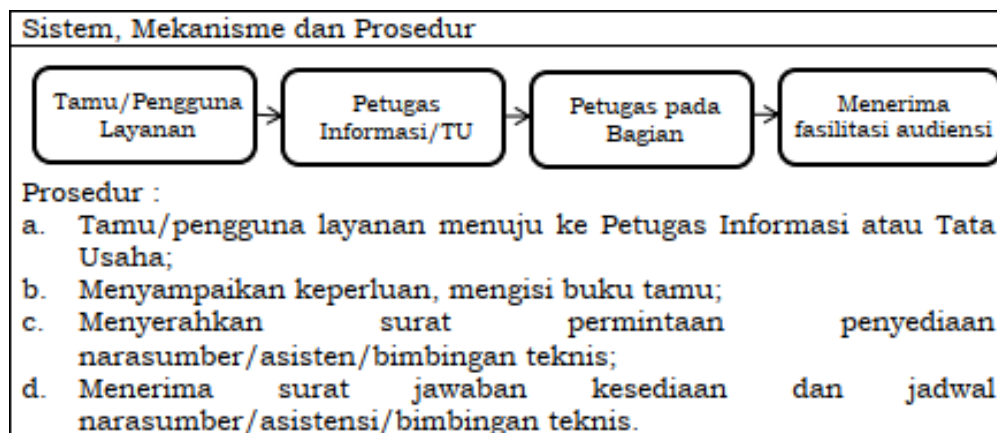 Sistem, Mekanisme dan Prosedur
Tamu/Pengguna
Layanan
Petugas
Informasi/TU
Petugas pada
Bagian
Menerima
fasilitasi audiensi
Prosedur :
a. Tamu/pengguna layanan menuju ke Petugas Informasi atau Tata
Usaha;
b. Menyampaikan keperluan, mengisi buku tamu;
c. Menyerahkan surat permintaan penyediaan
narasumber/asisten/bimbingan teknis;
d. Menerima surat jawaban kesediaan dan jadwal
narasumber/asistensi/bimbingan teknis.